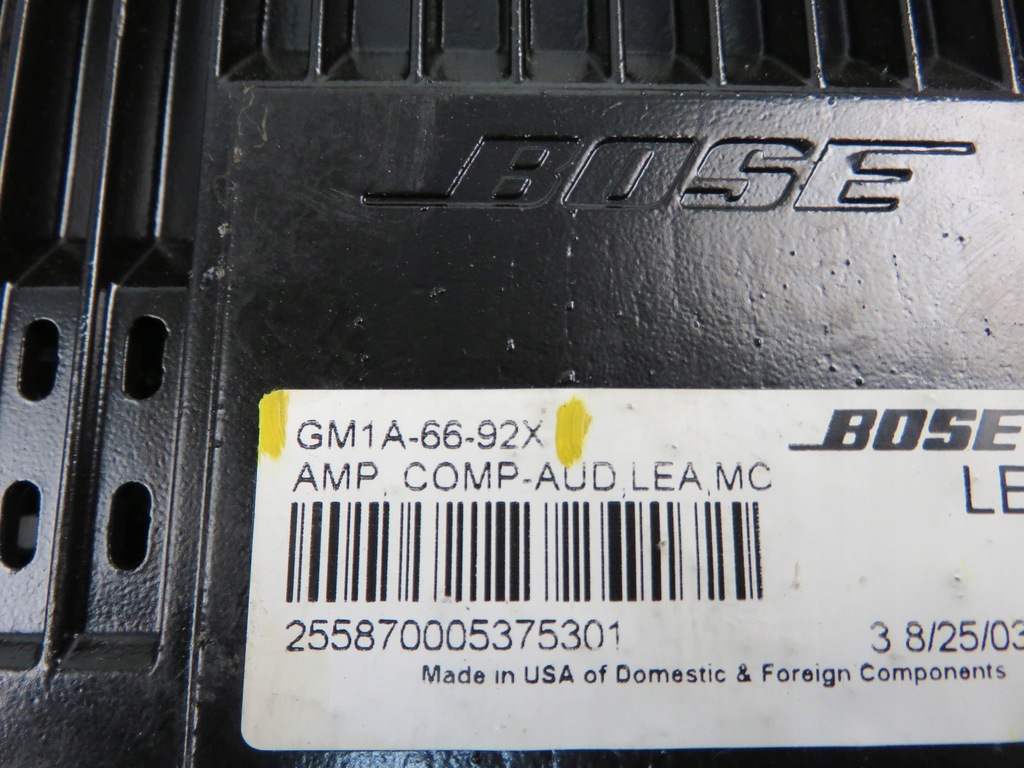 BOSE
GM1A-66-92X
BOSE
AMP, COMP-AUD,LEA,MC
LE
255870005375301
3 8/25/03
Made in USA of Domestic & Foreign Components